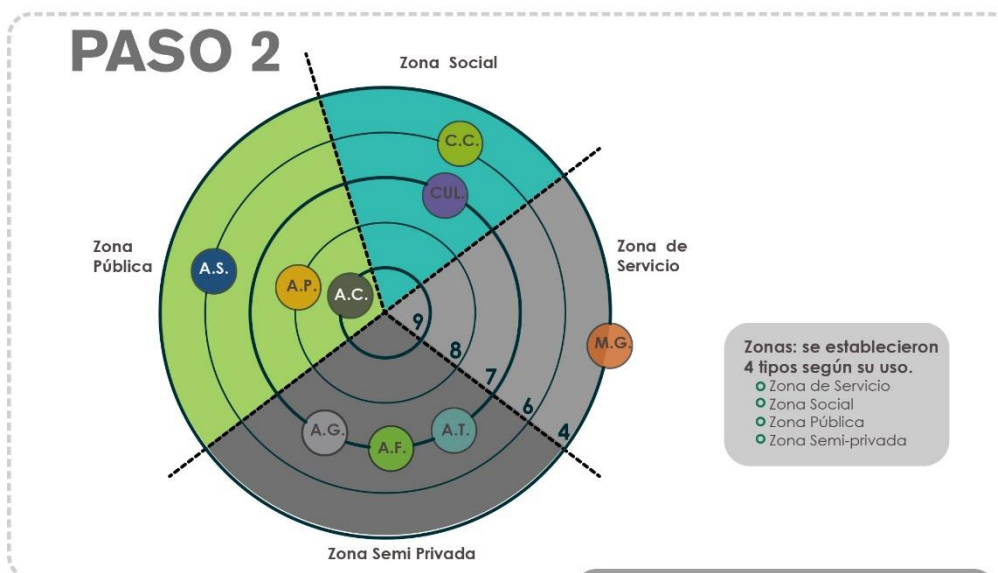 PASO 2
Zona Social
C.C.
CUL.
Zona
Pública
Zona de
Servicio
A.S.
A.P.
A.C.
9
8
7
6
4
M.G.
A.G.
A.F.
A.T.
Zona Semi Privada
Zonas: se establecieron
4 tipos según su uso.
Zona de Servicio
Zona Social
Zona Pública
Zona Semi-privada